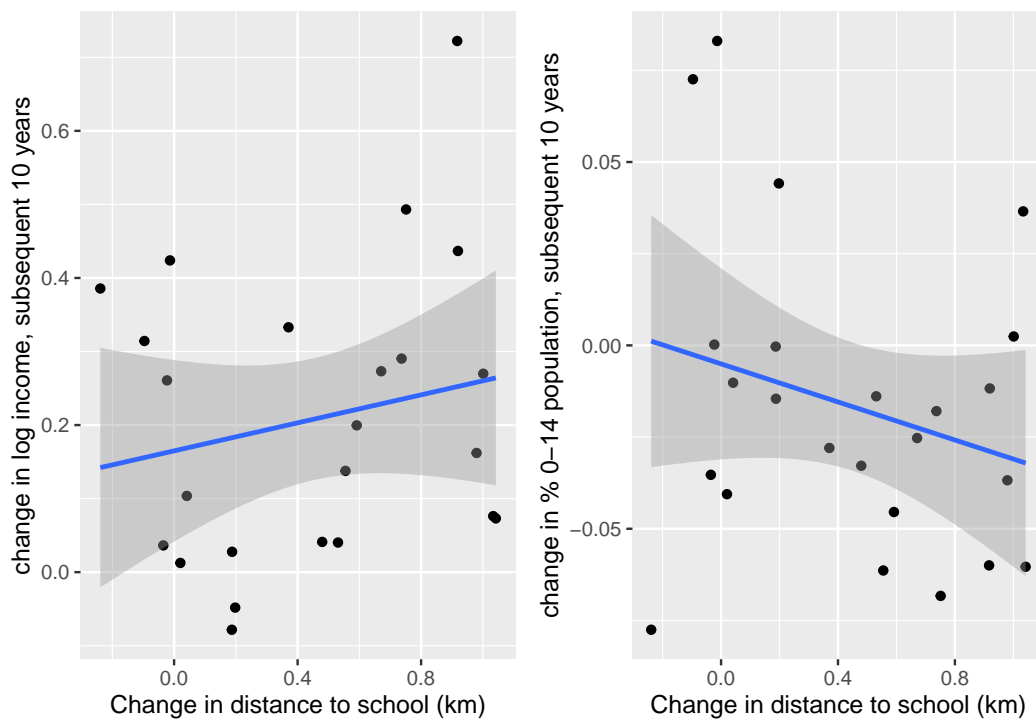 change in log income, subsequent 10 years
0.6
0.4
0.2
0.0
0.0 0.4 0.8
Change in distance to school (km)
change in % 0−14 population, subsequent 10 years
0.05
0.00
−0.05
0.0 0.4 0.8
Change in distance to school (km)